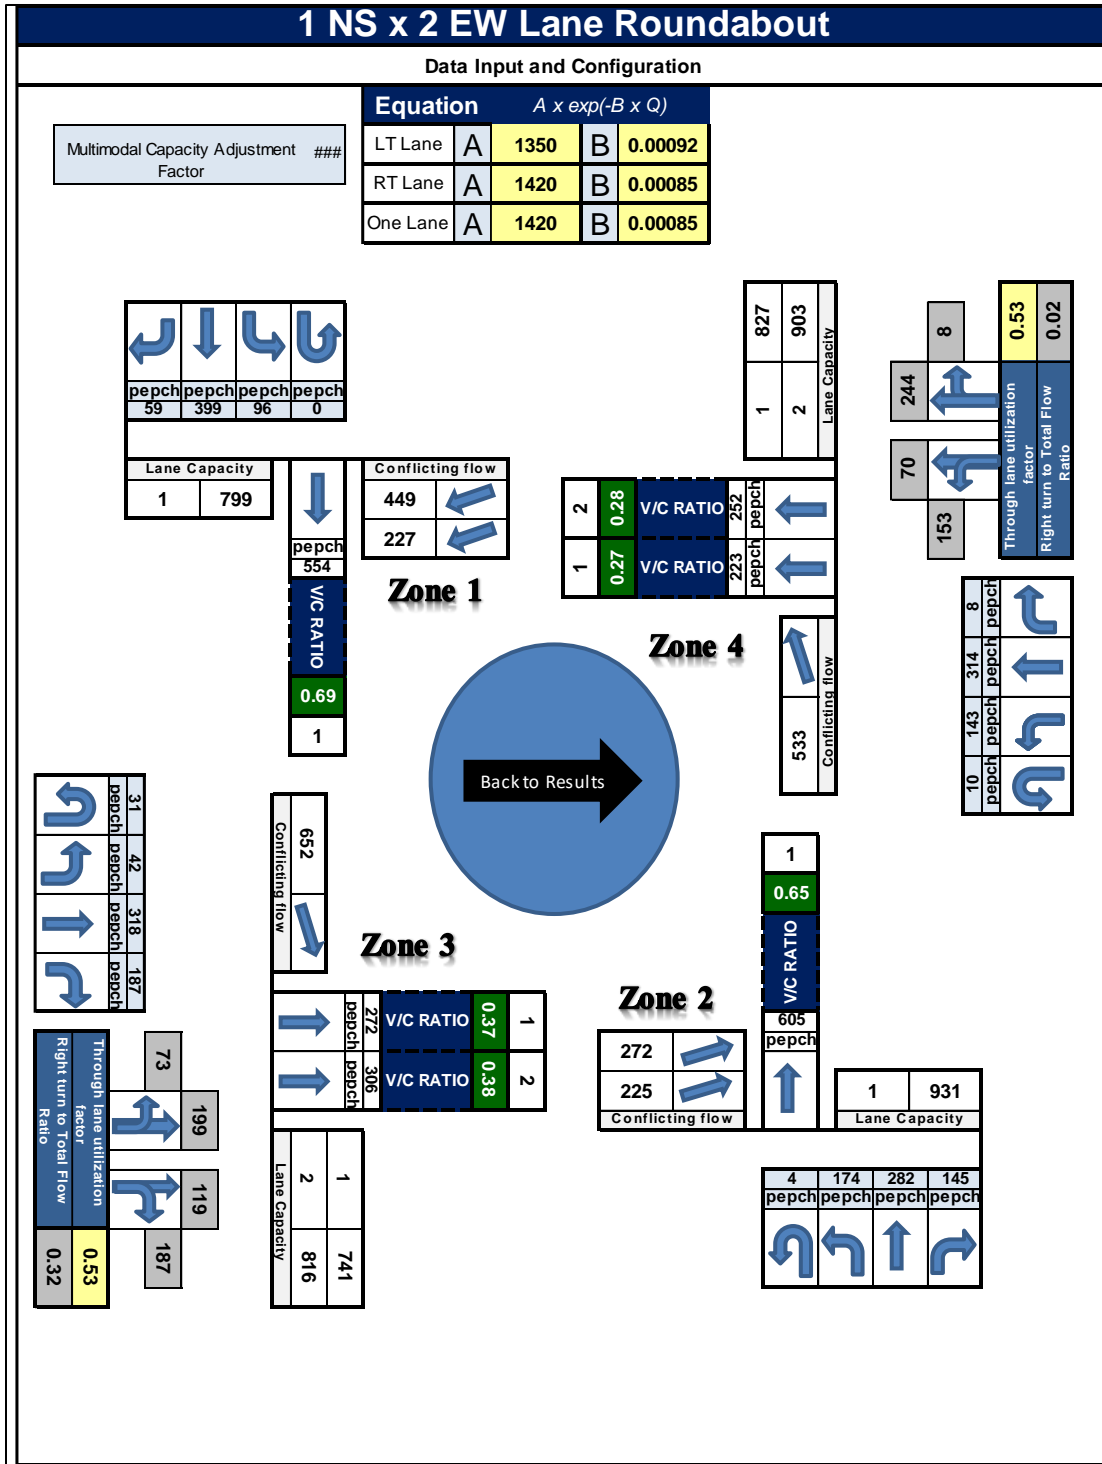 1 NS x 2 EW Lane Roundabout
Data Input and Configuration
Equation A x exp(-B x Q)
Multimodal Capacity Adjustment Factor ###
LT Lane A 1350 B 0.00092
RT Lane A 1420 B 0.00085
One Lane A 1420 B 0.00085
pepch pepch pepch pepch
59 399 96 0
Lane Capacity
1 799
Conflicting flow
449
227
pepch
554
V/C RATIO
0.69
1
Zone 1
827 903
1 2
Lane Capacity
2 0.28 V/C RATIO 252 pepch
1 0.27 V/C RATIO 223 pepch
Zone 4
533
Conflicting flow
8
244
70
153
0.53
0.02
Through lane utilization factor
Right turn to Total Flow Ratio
8 pepch
314 pepch
143 pepch
10 pepch
Back to Results
31 pepch
42 pepch
318 pepch
187 pepch
652
Conflicting flow
Zone 3
pepch 272 V/C RATIO 0.37 1
pepch 306 V/C RATIO 0.38 2
73
199
119
187
Through lane utilization factor
Right turn to Total Flow Ratio
0.53
0.32
Lane Capacity
2 1
816 741
1
0.65
V/C RATIO
605
pepch
Zone 2
272
225
Conflicting flow
1 931
Lane Capacity
4 174 282 145
pepch pepch pepch pepch